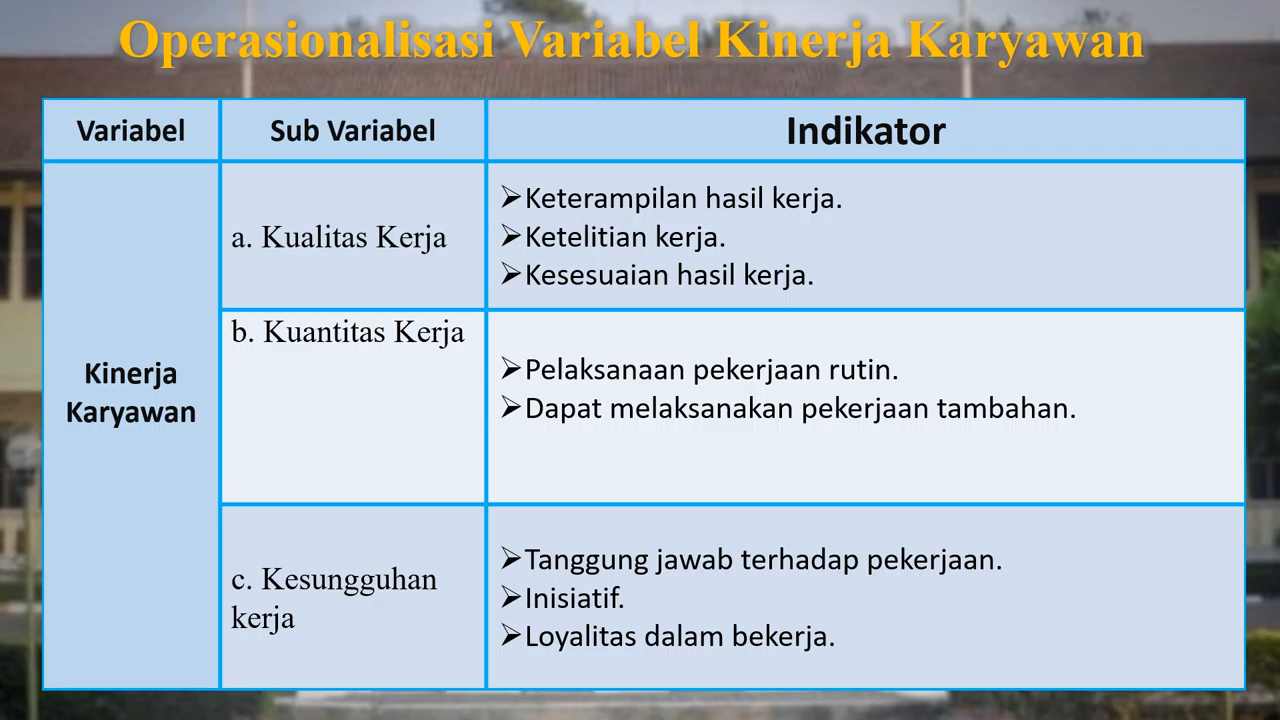 Operasionalisasi Variabel Kinerja Karyawan
Variabel
Sub Variabel
Indikator
Kinerja
Karyawan
a. Kualitas Kerja
➢Keterampilan hasil kerja.
➢Ketelitian kerja.
➢Kesesuaian hasil kerja.
b. Kuantitas Kerja
➢Pelaksanaan pekerjaan rutin.
➢Dapat melaksanakan pekerjaan tambahan.
c. Kesungguhan
kerja
➢Tanggung jawab terhadap pekerjaan.
➢Inisiatif.
➢Loyalitas dalam bekerja.